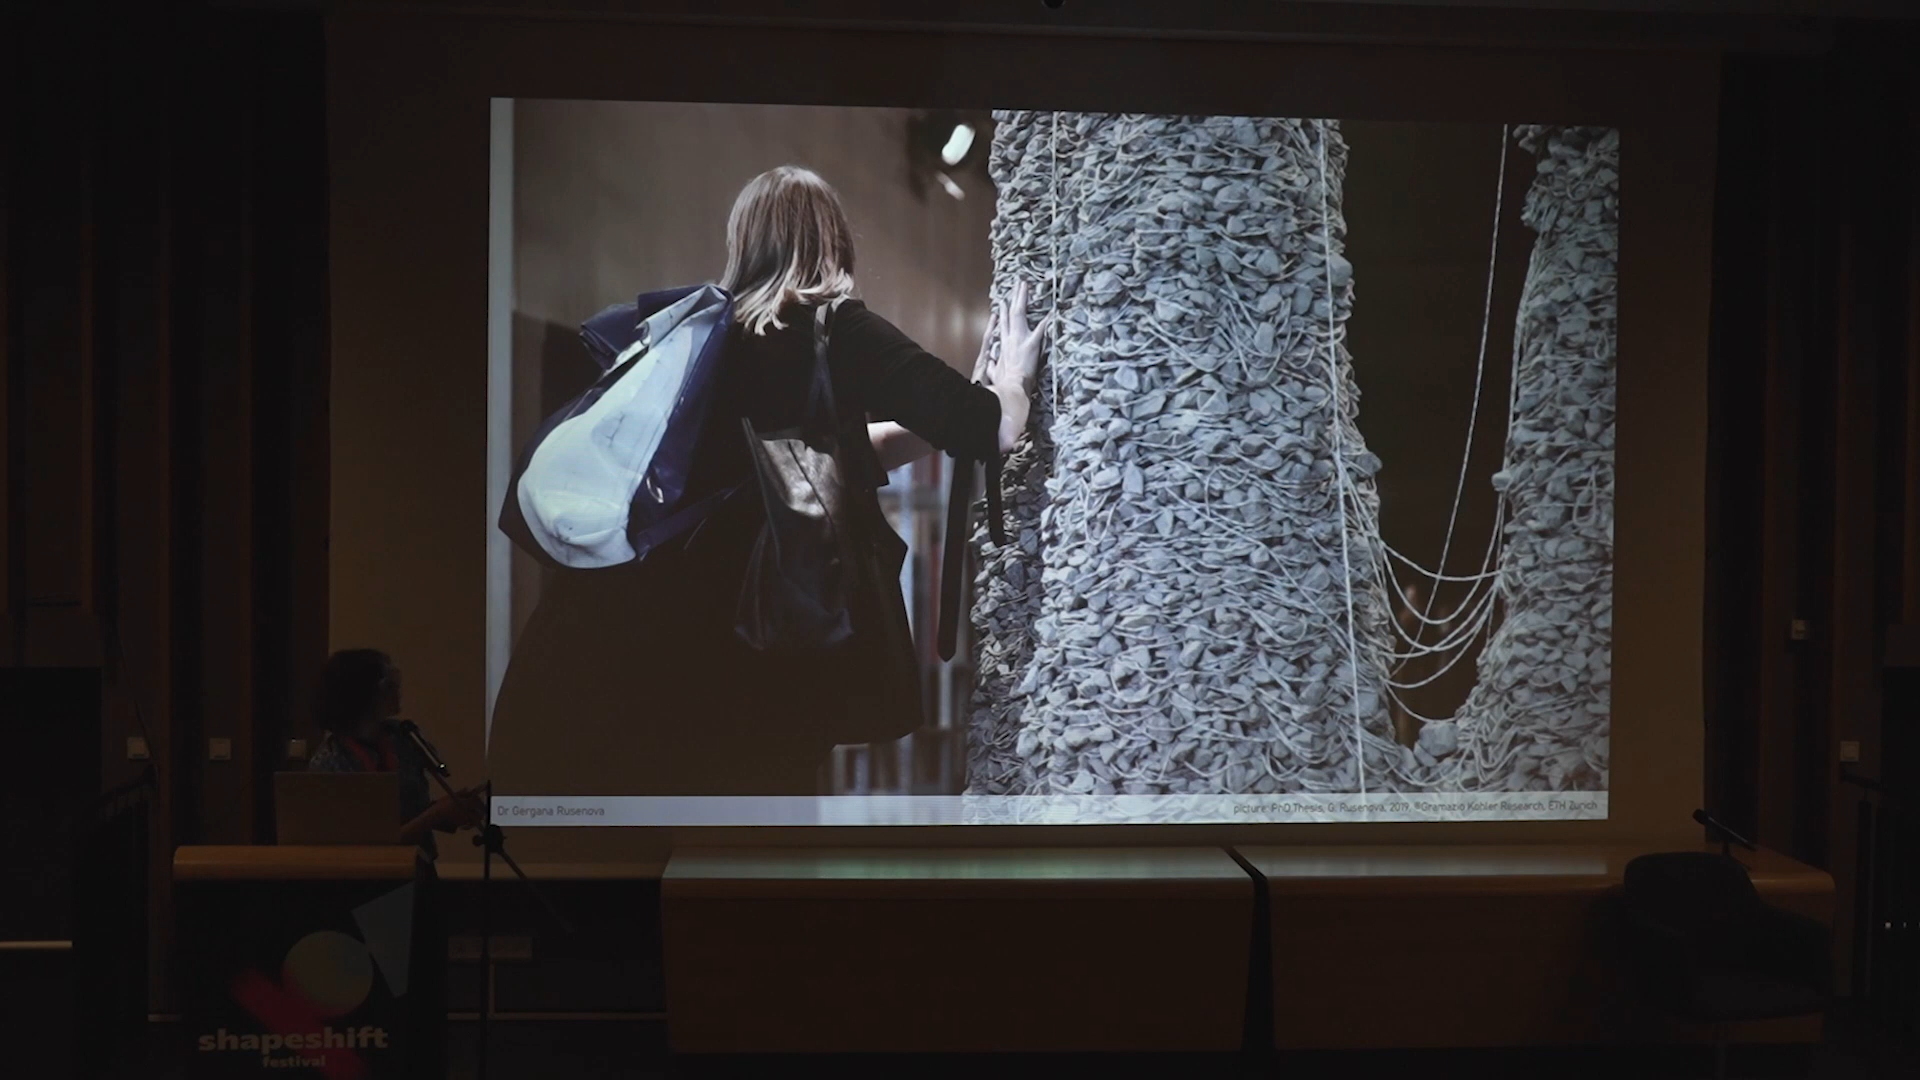 Dr Gergana Rusenova
picture: PhD Thesis, G. Rusenova, 2019, ©Gramazio Kohler Research, ETH Zurich
shapeshift
festival